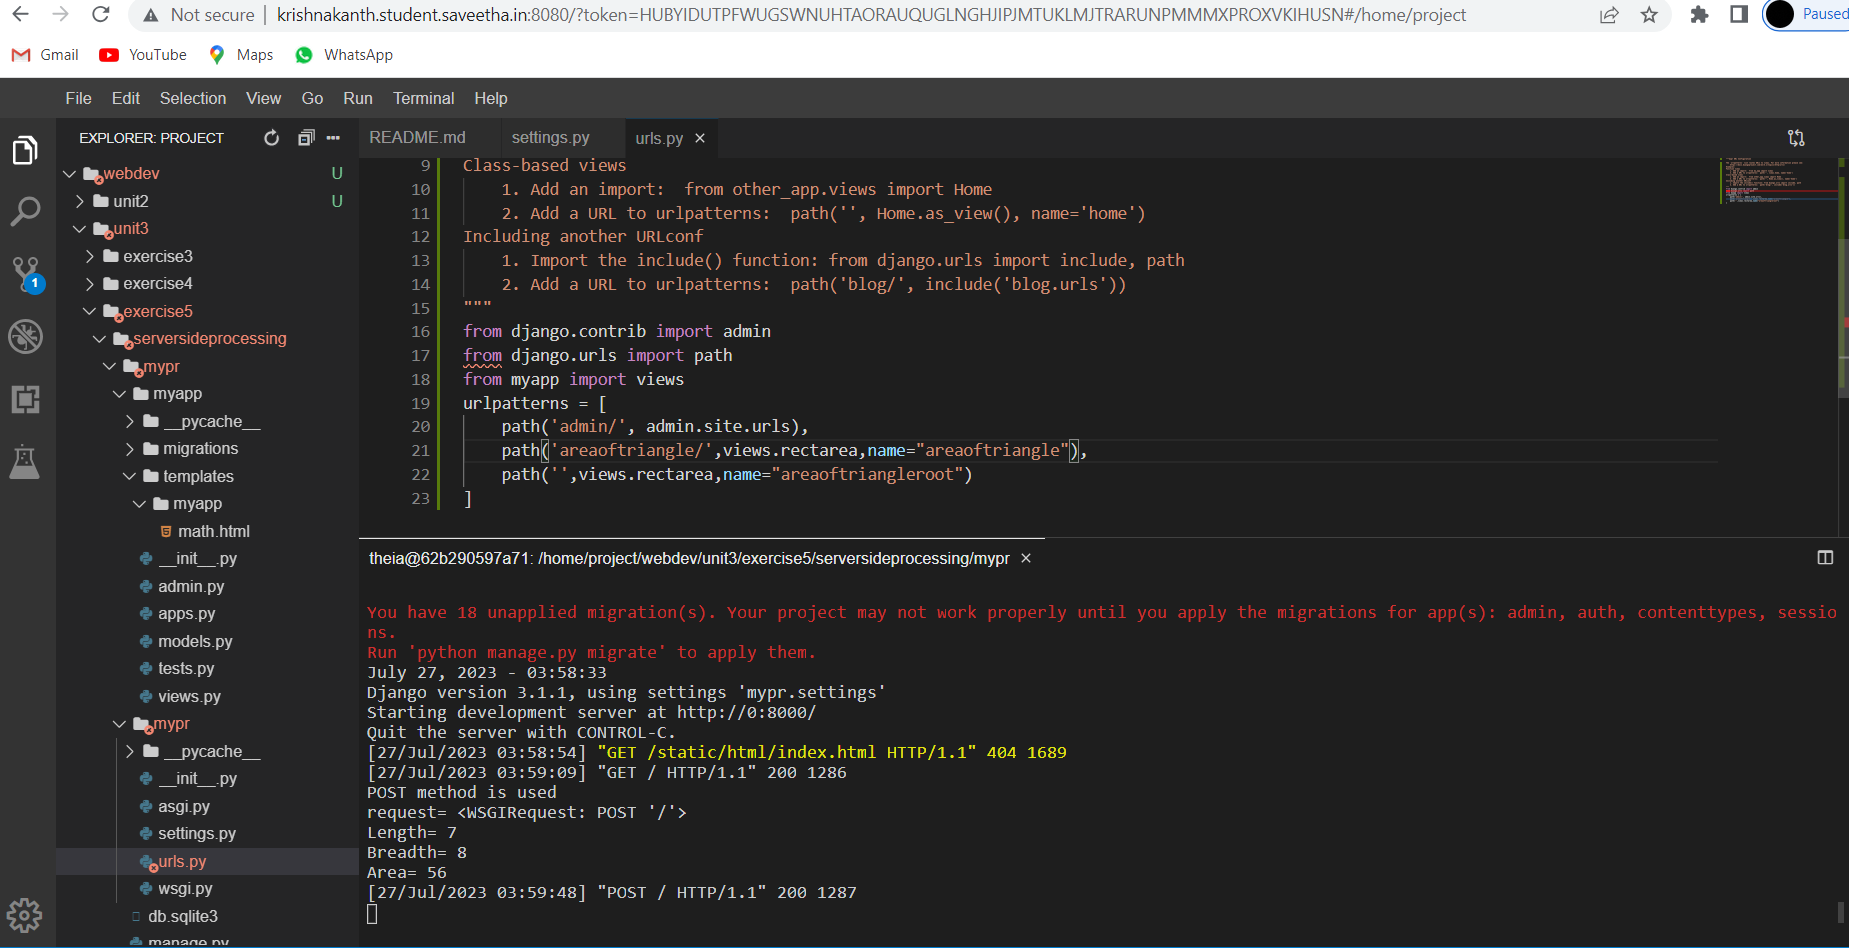 Not secure | krishnakanth.student.saveetha.in:8080/?token=HUBYIDUTPFWUGSWNUHTAORAUQUGLNGHJIPJMTUKLMJTRARUNPMMMXPROXVKIHUSN#/home/project
Paused
Gmail YouTube Maps WhatsApp
File Edit Selection View Go Run Terminal Help
EXPLORER: PROJECT
webdev U
unit2 U
unit3
exercise3
exercise4
exercise5
serversideprocessing
mypr
myapp
__pycache__
migrations
templates
myapp
math.html
__init__.py
admin.py
apps.py
models.py
tests.py
views.py
mypr
__pycache__
__init__.py
asgi.py
settings.py
urls.py
wsgi.py
db.sqlite3
manage.py
1
README.md settings.py urls.py ×
9 Class-based views
10 1. Add an import:  from other_app.views import Home
11 2. Add a URL to urlpatterns:  path('', Home.as_view(), name='home')
12 Including another URLconf
13 1. Import the include() function: from django.urls import include, path
14 2. Add a URL to urlpatterns:  path('blog/', include('blog.urls'))
15 """
16 from django.contrib import admin
17 from django.urls import path
18 from myapp import views
19 urlpatterns = [
20 path('admin/', admin.site.urls),
21 path('areaoftriangle/',views.rectarea,name="areaoftriangle"),
22 path('',views.rectarea,name="areaoftriangleroot")
23 ]
theia@62b290597a71: /home/project/webdev/unit3/exercise5/serversideprocessing/mypr ×
You have 18 unapplied migration(s). Your project may not work properly until you apply the migrations for app(s): admin, auth, contenttypes, sessio
ns.
Run 'python manage.py migrate' to apply them.
July 27, 2023 - 03:58:33
Django version 3.1.1, using settings 'mypr.settings'
Starting development server at http://0:8000/
Quit the server with CONTROL-C.
[27/Jul/2023 03:58:54] "GET /static/html/index.html HTTP/1.1" 404 1689
[27/Jul/2023 03:59:09] "GET / HTTP/1.1" 200 1286
POST method is used
request= <WSGIRequest: POST '/'>
Length= 7
Breadth= 8
Area= 56
[27/Jul/2023 03:59:48] "POST / HTTP/1.1" 200 1287